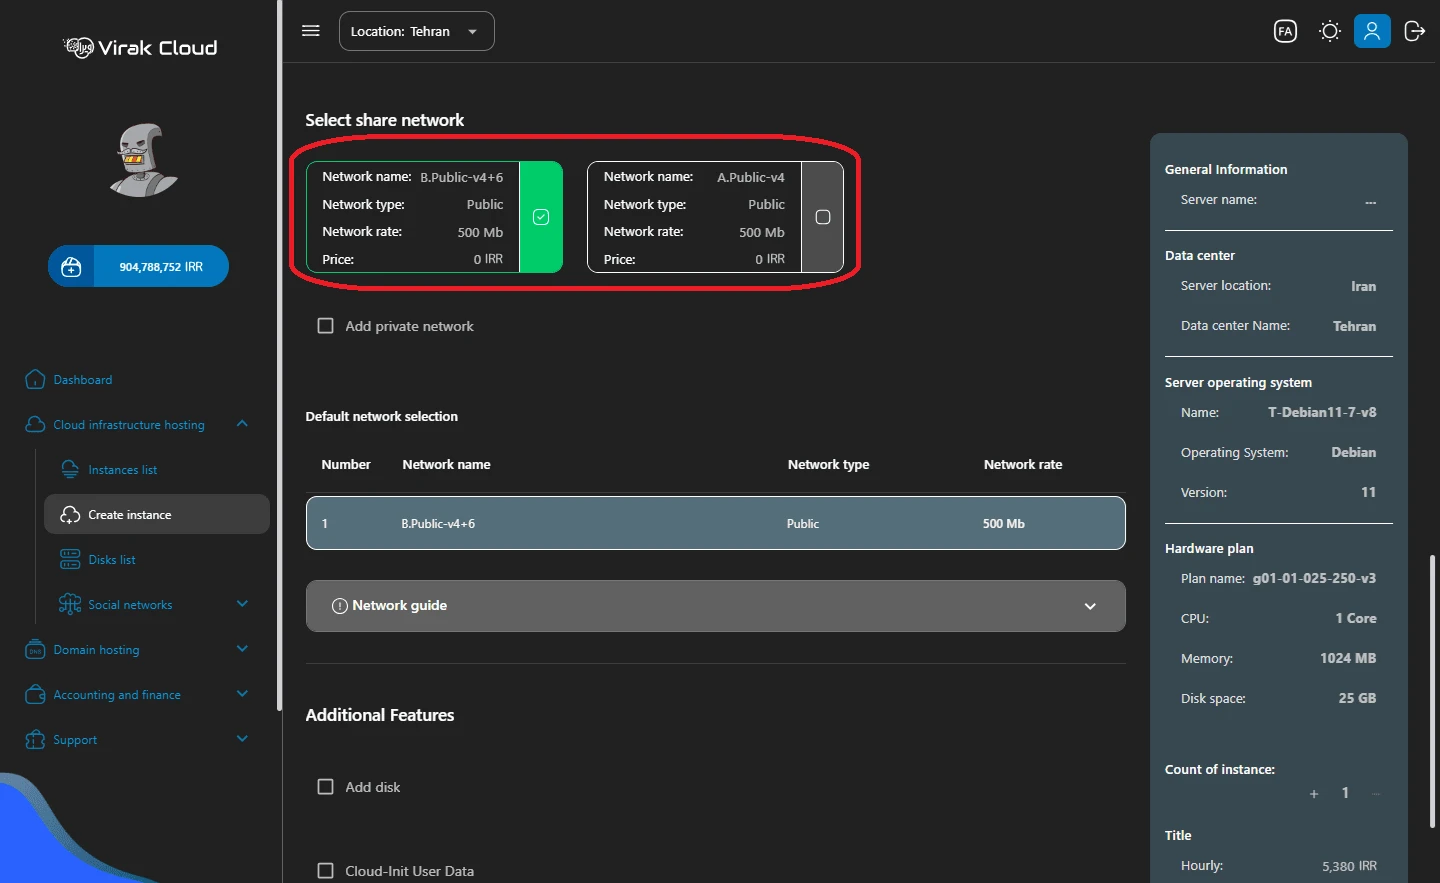 Virak Cloud
Location: Tehran
FA
904,788,752 IRR
Dashboard
Cloud infrastructure hosting
Instances list
Create instance
Disks list
Social networks
Domain hosting
Accounting and finance
Support
Select share network
Network name: B.Public-v4+6
Network type: Public
Network rate: 500 Mb
Price: 0 IRR
Network name: A.Public-v4
Network type: Public
Network rate: 500 Mb
Price: 0 IRR
Add private network
Default network selection
Number Network name Network type Network rate
1 B.Public-v4+6 Public 500 Mb
Network guide
Additional Features
Add disk
Cloud-Init User Data
General Information
Server name: ---
Data center
Server location: Iran
Data center Name: Tehran
Server operating system
Name: T-Debian11-7-v8
Operating System: Debian
Version: 11
Hardware plan
Plan name: g01-01-025-250-v3
CPU: 1 Core
Memory: 1024 MB
Disk space: 25 GB
Count of instance:
+ 1 −
Title
Hourly: 5,380 IRR